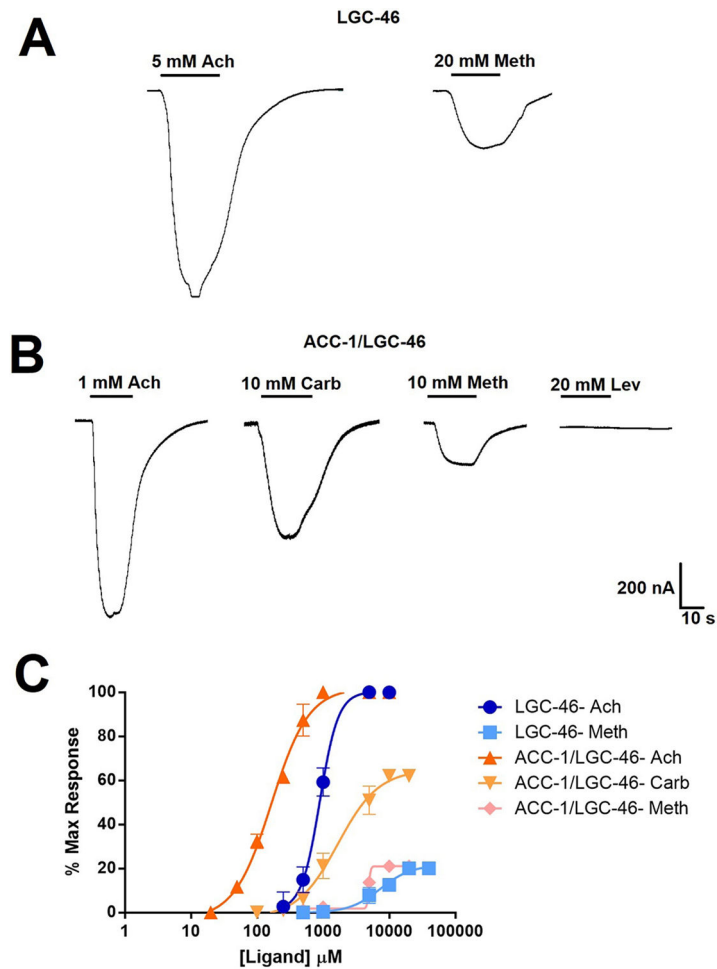 A
LGC-46
5 mM Ach
20 mM Meth
B
ACC-1/LGC-46
1 mM Ach
10 mM Carb
10 mM Meth
20 mM Lev
200 nA
10 s
C
% Max Response
100
80
60
40
20
0
1
10
100
1000
10000
100000
[Ligand] μM
LGC-46- Ach
LGC-46- Meth
ACC-1/LGC-46- Ach
ACC-1/LGC-46- Carb
ACC-1/LGC-46- Meth